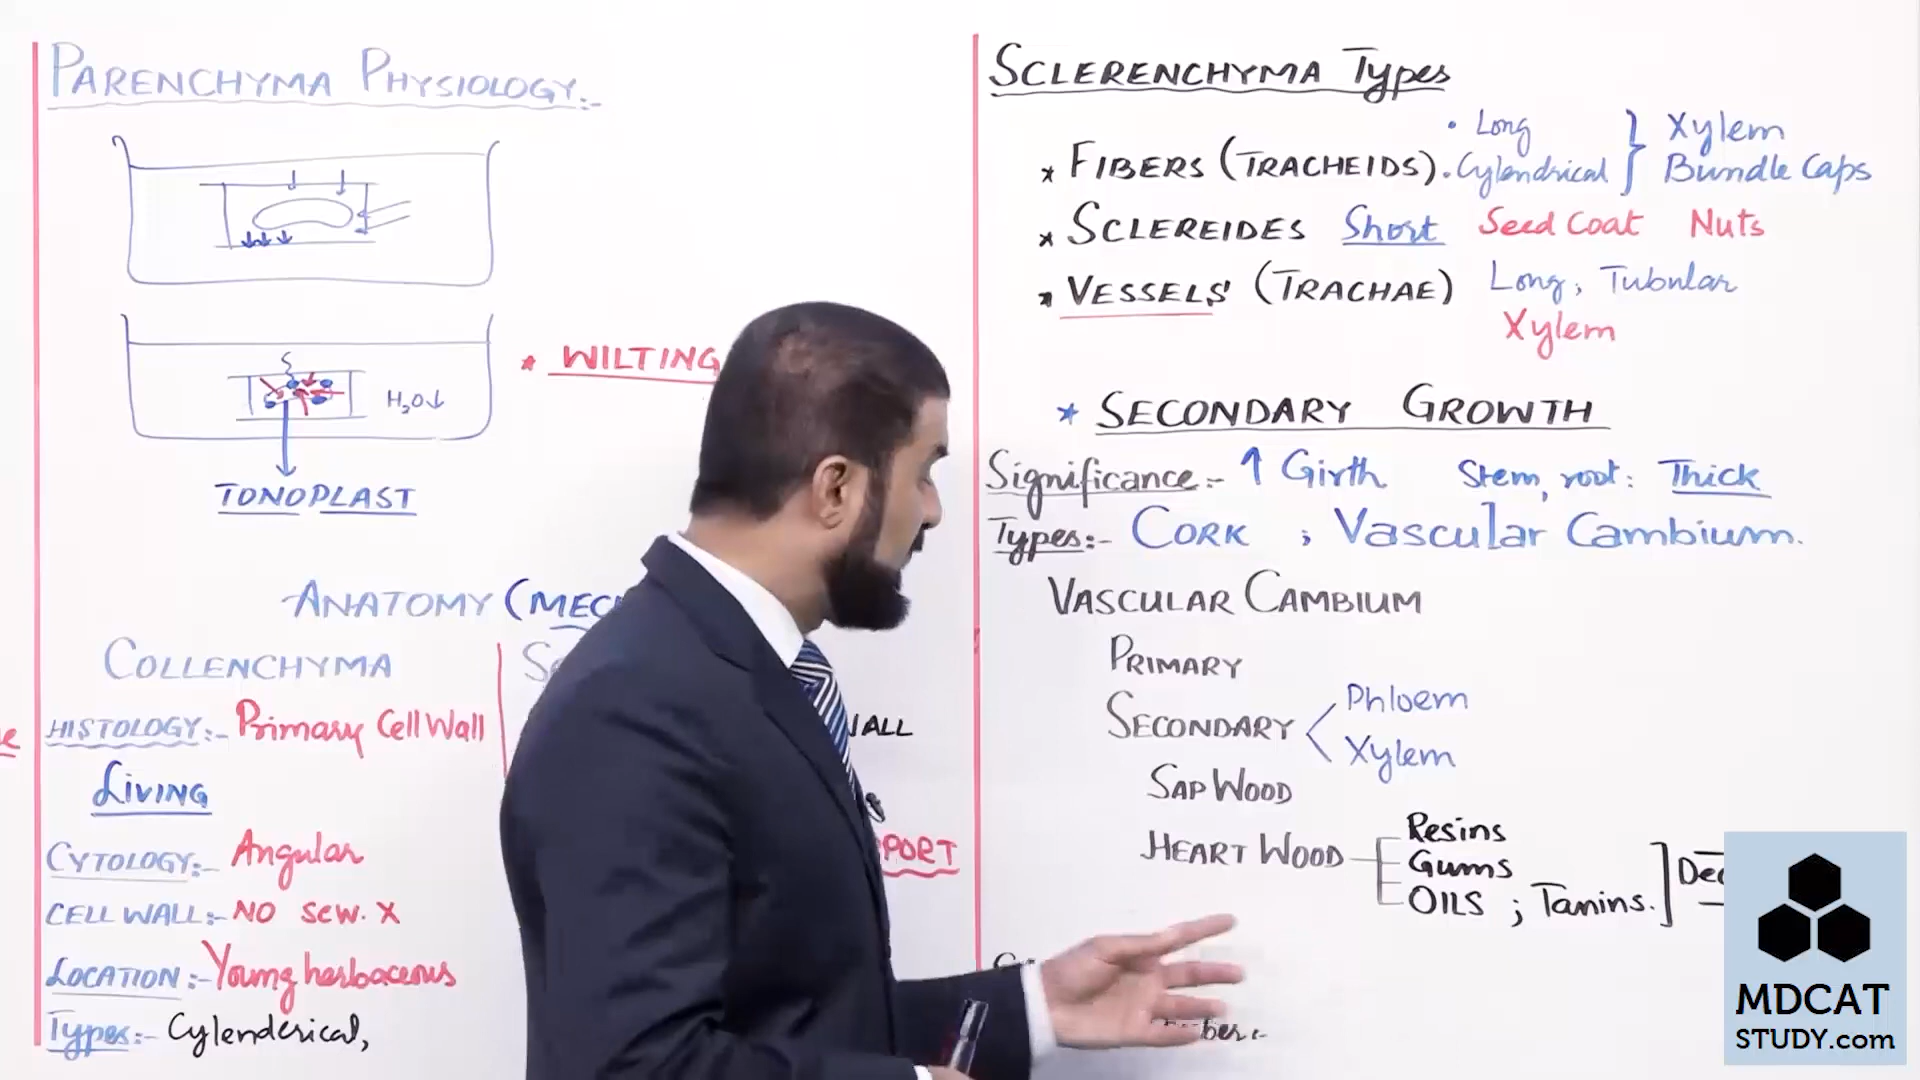 PARENCHYMA PHYSIOLOGY:-
H₂O↓
TONOPLAST
* WILTING
ANATOMY (MEC
COLLENCHYMA
HISTOLOGY:- Primary Cell Wall
LIVING
CYTOLOGY:- Angular
CELL WALL:- NO SEW. X
LOCATION:- Young herbaceous
Types:- Cylenderical,
WALL
PORT
SCLERENCHYMA Types
* FIBERS (TRACHEIDS) • Long • Cylendrical } Xylem Bundle Caps
* SCLEREIDES Short Seed Coat Nuts
* VESSELS' (TRACHAE) Long, Tubular
Xylem
* SECONDARY GROWTH
Significance:- ↑ Girth Stem, root: Thick
Types:- CORK ; Vascular Cambium.
VASCULAR CAMBIUM
PRIMARY
SECONDARY < Phloem
Xylem
SAP WOOD
HEART WOOD Resins
Gums
OILS ; Tanins. ] Dec
ber:-
MDCAT
STUDY.com